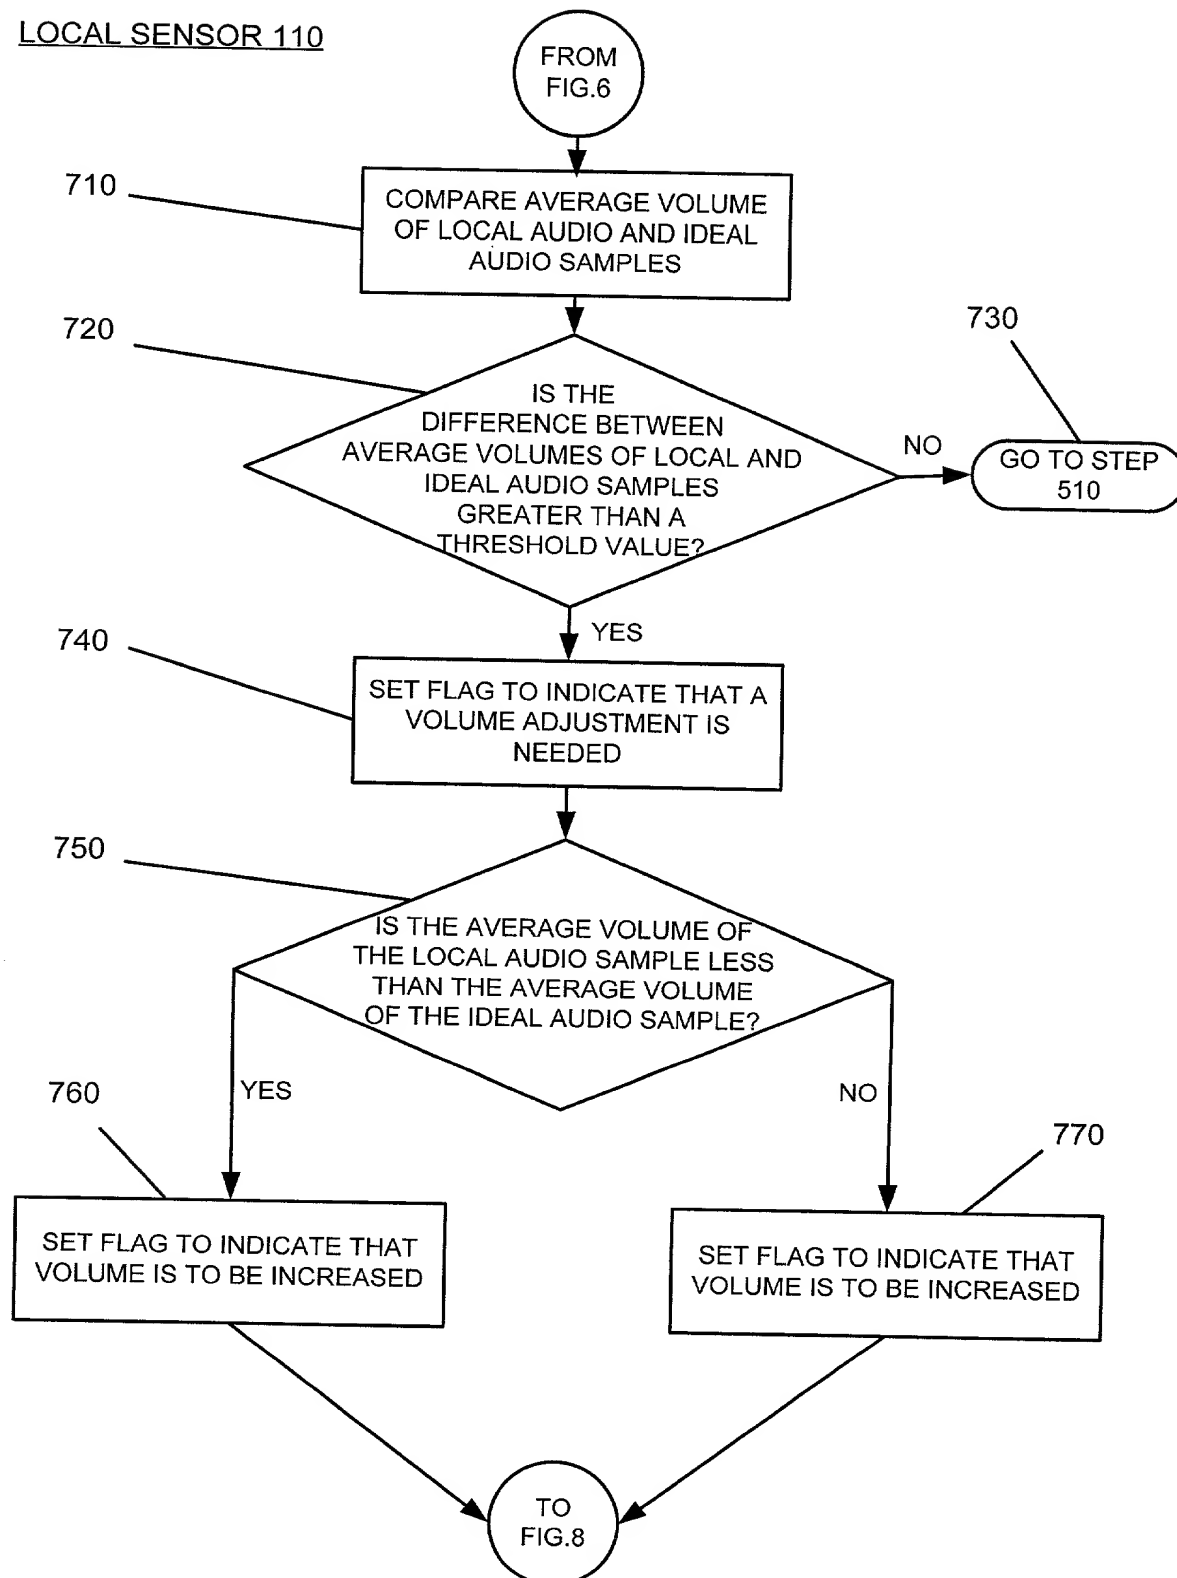 LOCAL SENSOR 110
FROM
FIG.6
710
COMPARE AVERAGE VOLUME
OF LOCAL AUDIO AND IDEAL
AUDIO SAMPLES
720
IS THE
DIFFERENCE BETWEEN
AVERAGE VOLUMES OF LOCAL AND
IDEAL AUDIO SAMPLES
GREATER THAN A
THRESHOLD VALUE?
NO
730
GO TO STEP
510
YES
740
SET FLAG TO INDICATE THAT A
VOLUME ADJUSTMENT IS
NEEDED
750
IS THE AVERAGE VOLUME OF
THE LOCAL AUDIO SAMPLE LESS
THAN THE AVERAGE VOLUME
OF THE IDEAL AUDIO SAMPLE?
YES
NO
760
SET FLAG TO INDICATE THAT
VOLUME IS TO BE INCREASED
770
SET FLAG TO INDICATE THAT
VOLUME IS TO BE INCREASED
TO
FIG.8